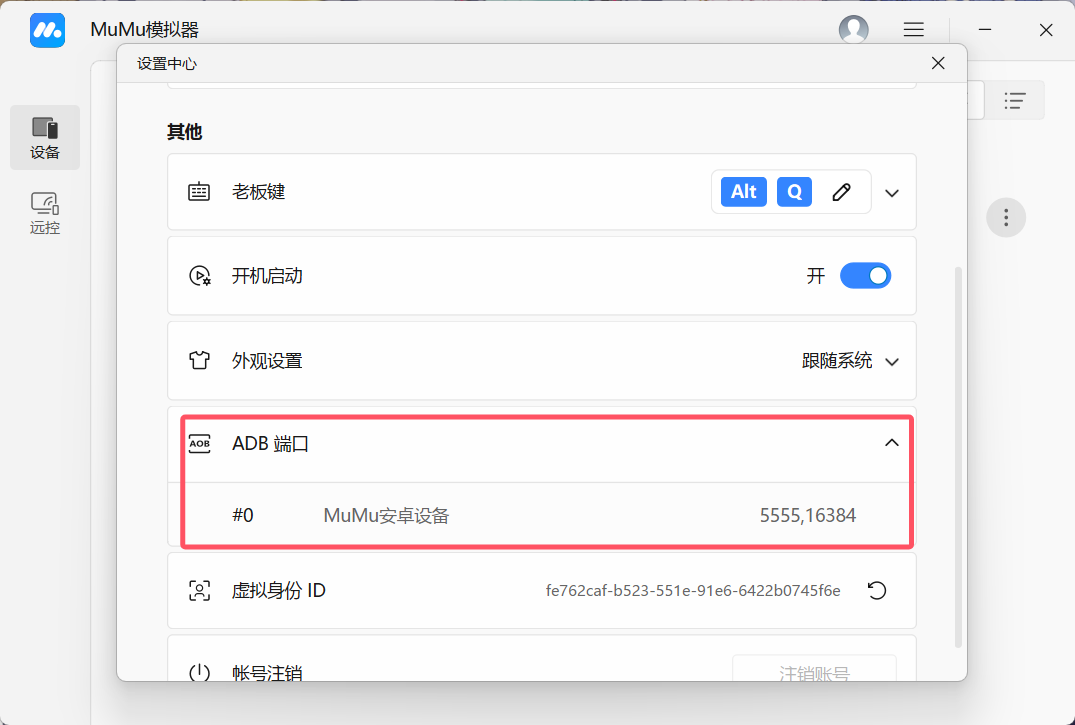 MuMu模拟器
设置中心
设备
远控
其他
老板键
Alt Q
开机启动
开
外观设置
跟随系统
AOB ADB 端口
#0 MuMu安卓设备 5555,16384
虚拟身份 ID
fe762caf-b523-551e-91e6-6422b0745f6e
帐号注销
注销账号